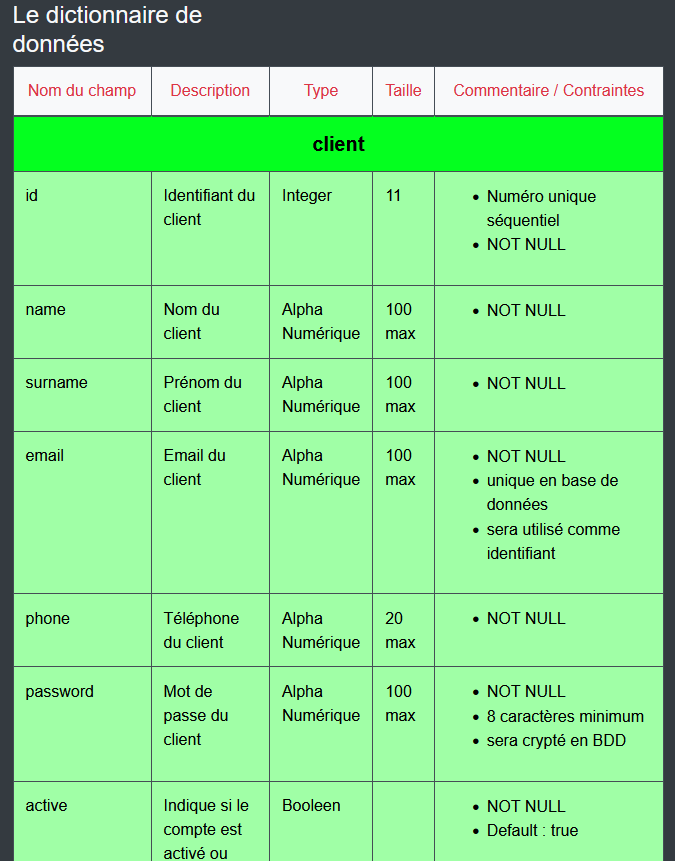 Le dictionnaire de
données
Nom du champ Description Type Taille Commentaire / Contraintes
client
id Identifiant du Integer 11 • Numéro unique
client séquentiel
• NOT NULL
name Nom du Alpha 100 • NOT NULL
client Numérique max
surname Prénom du Alpha 100 • NOT NULL
client Numérique max
email Email du Alpha 100 • NOT NULL
client Numérique max • unique en base de
données
• sera utilisé comme
identifiant
phone Téléphone Alpha 20 • NOT NULL
du client Numérique max
password Mot de Alpha 100 • NOT NULL
passe du Numérique max • 8 caractères minimum
client • sera crypté en BDD
active Indique si le Booleen • NOT NULL
compte est • Default : true
activé ou